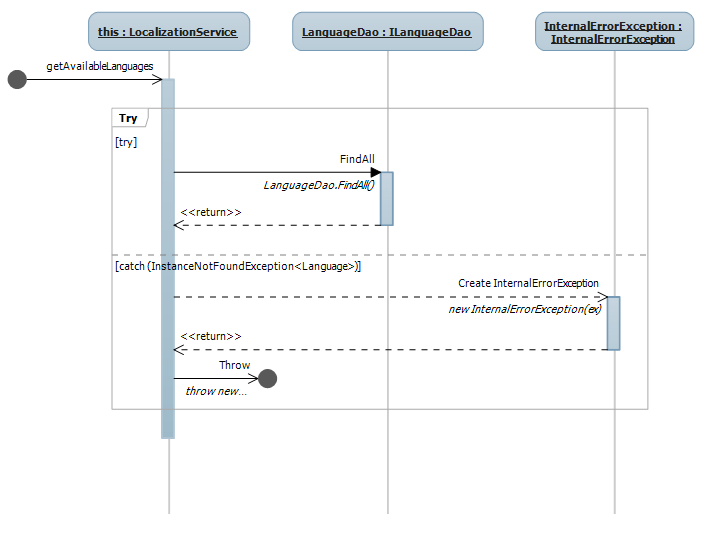 this : LocalizationService
LanguageDao : ILanguageDao
InternalErrorException :
InternalErrorException
getAvailableLanguages
Try
[try]
FindAll
LanguageDao.FindAll()
<<return>>
[catch (InstanceNotFoundException<Language>)]
Create InternalErrorException
new InternalErrorException(ex)
<<return>>
Throw
throw new...